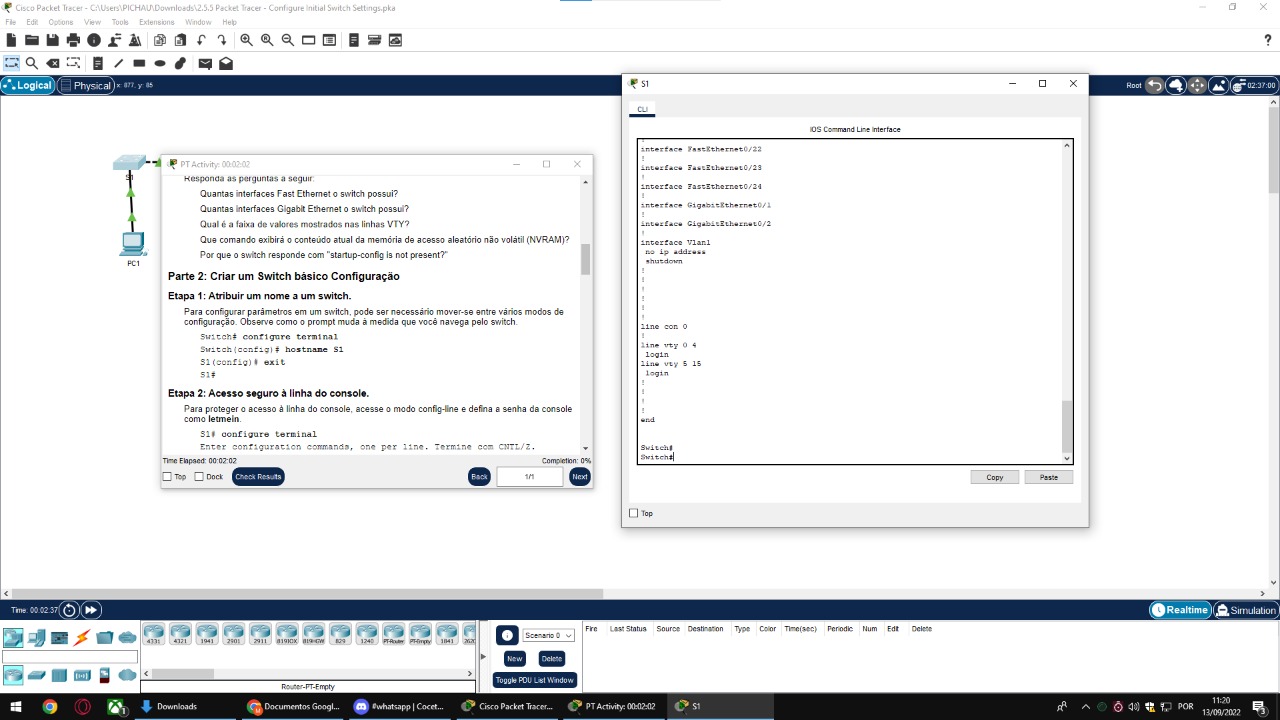 Cisco Packet Tracer - C:\Users\PICHAU\Downloads\2.5.5 Packet Tracer - Configure Initial Switch Settings.pka
File Edit Options View Tools Extensions Window Help
?
Logical Physical x: 877, y: 85
Root 02:37:00
S1
CLI
IOS Command Line Interface
!
interface FastEthernet0/22
!
interface FastEthernet0/23
!
interface FastEthernet0/24
!
interface GigabitEthernet0/1
!
interface GigabitEthernet0/2
!
interface Vlan1
no ip address
shutdown
!
!
!
!
!
!
line con 0
!
line vty 0 4
login
line vty 5 15
login
!
!
!
!
end
Switch#
Switch#
Copy Paste
Top
S1
PC1
PT Activity: 00:02:02
Responda às perguntas a seguir:
Quantas interfaces Fast Ethernet o switch possui?
Quantas interfaces Gigabit Ethernet o switch possui?
Qual é a faixa de valores mostrados nas linhas VTY?
Que comando exibirá o conteúdo atual da memória de acesso aleatório não volátil (NVRAM)?
Por que o switch responde com "startup-config is not present?"
Parte 2: Criar um Switch básico Configuração
Etapa 1: Atribuir um nome a um switch.
Para configurar parâmetros em um switch, pode ser necessário mover-se entre vários modos de
configuração. Observe como o prompt muda à medida que você navega pelo switch.
Switch# configure terminal
Switch(config)# hostname S1
S1(config)# exit
S1#
Etapa 2: Acesso seguro à linha do console.
Para proteger o acesso à linha do console, acesse o modo config-line e defina a senha da console
como letmein.
S1# configure terminal
Enter configuration commands, one per line. Termine com CNTL/Z.
Time Elapsed: 00:02:02 Completion: 0%
Top Dock Check Results Back 1/1 Next
Time: 00:02:37 Realtime Simulation
4331 4321 1941 2901 2911 819IOX 819HGW 829 1240 PT-Router PT-Empty 1841
Router-PT-Empty
Scenario 0
New Delete
Toggle PDU List Window
Fire Last Status Source Destination Type Color Time(sec) Periodic Num Edit Delete
Downloads Documentos Googl... #whatsapp | Cocet... Cisco Packet Tracer... PT Activity: 00:02:02 S1
POR
11:20
13/09/2022